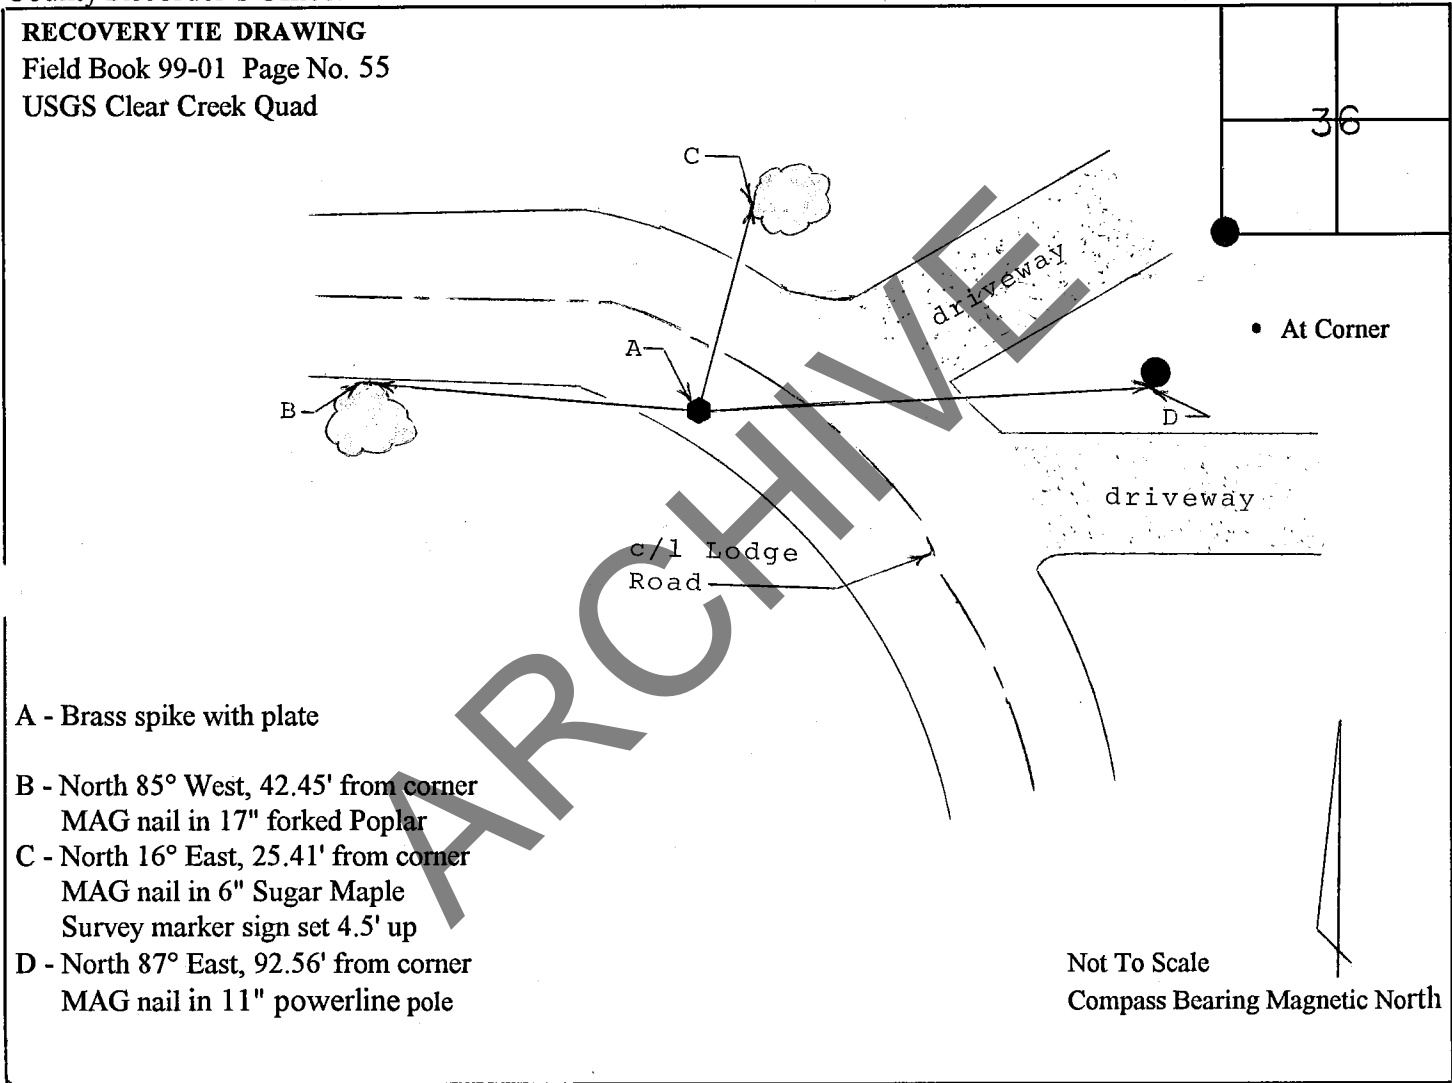 RECOVERY TIE DRAWING
Field Book 99-01 Page No. 55
USGS Clear Creek Quad
36
C
driveway
A
• At Corner
B
D
driveway
c/l Lodge
Road
ARCHIVE
A - Brass spike with plate
B - North 85° West, 42.45' from corner
MAG nail in 17" forked Poplar
C - North 16° East, 25.41' from corner
MAG nail in 6" Sugar Maple
Survey marker sign set 4.5' up
D - North 87° East, 92.56' from corner
MAG nail in 11" powerline pole
Not To Scale
Compass Bearing Magnetic North